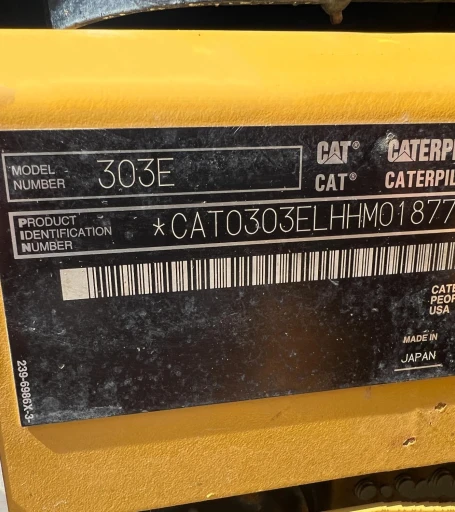 MODEL NUMBER 303E
CAT® CATERPI
CAT® CATERPIL
PRODUCT IDENTIFICATION NUMBER *CAT0303ELHHM01877
CATE
PEOR
USA
MADE IN
JAPAN
239-6986X-3